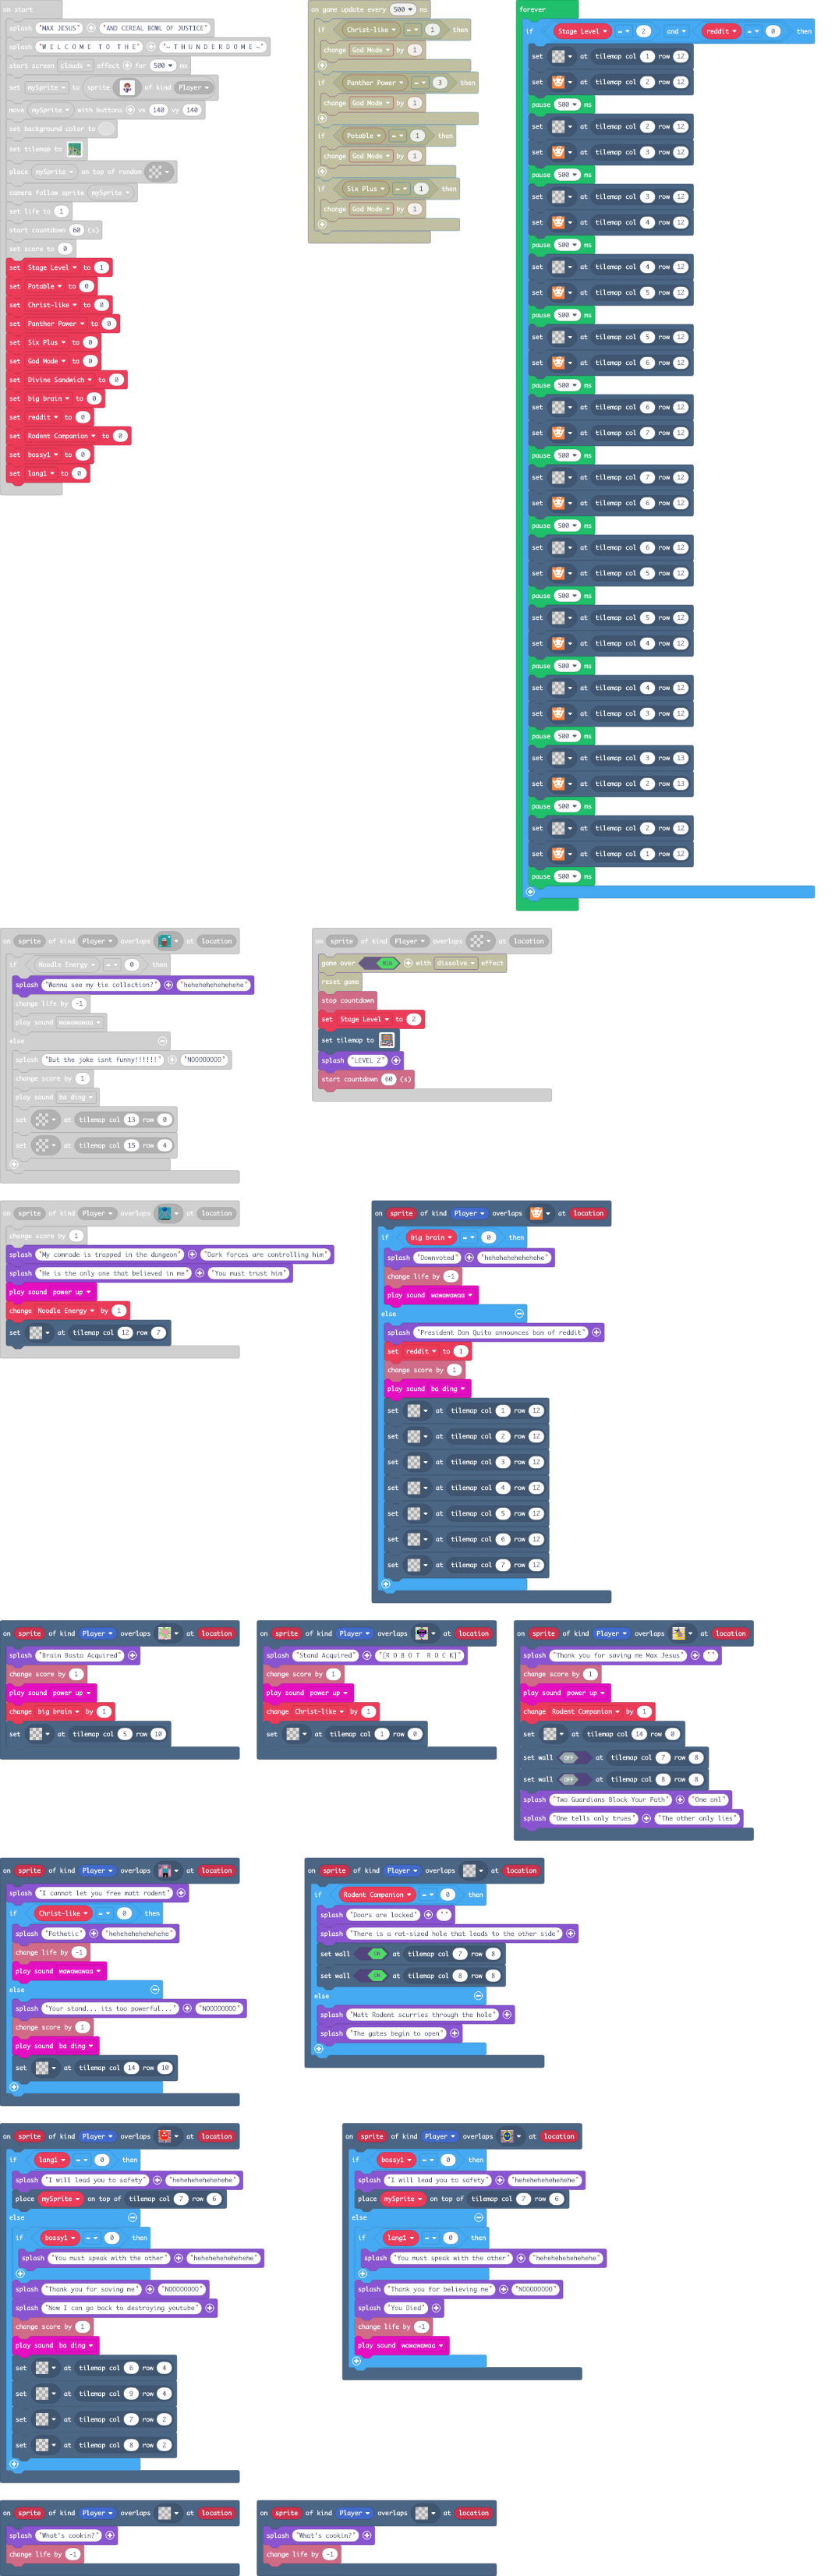 on start
splash "MAX JESUS" "AND CEREAL BOWL OF JUSTICE"
splash "W E L C O M E T O T H E" "~ T H U N D E R D O M E ~"
start screen clouds effect for 500 ms
set mySprite to sprite of kind Player
move mySprite with buttons vx 140 vy 140
set background color to
set tilemap to
place mySprite on top of random
camera follow sprite mySprite
set life to 1
start countdown 60 (s)
set score to 0
set Stage Level to 1
set Potable to 0
set Christ-like to 0
set Panther Power to 0
set Six Plus to 0
set God Mode to 0
set Divine Sandwich to 0
set big brain to 0
set reddit to 0
set Rodent Companion to 0
set bossy1 to 0
set lang1 to 0
on game update every 500 ms
if Christ-like = 1 then
change God Mode by 1
if Panther Power = 3 then
change God Mode by 1
if Potable = 1 then
change God Mode by 1
if Six Plus = 1 then
change God Mode by 1
forever
if Stage Level = 2 and reddit = 0 then
set at tilemap col 1 row 12
set at tilemap col 2 row 12
pause 500 ms
set at tilemap col 2 row 12
set at tilemap col 3 row 12
pause 500 ms
set at tilemap col 3 row 12
set at tilemap col 4 row 12
pause 500 ms
set at tilemap col 4 row 12
set at tilemap col 5 row 12
pause 500 ms
set at tilemap col 5 row 12
set at tilemap col 6 row 12
pause 500 ms
set at tilemap col 6 row 12
set at tilemap col 7 row 12
pause 500 ms
set at tilemap col 7 row 12
set at tilemap col 6 row 12
pause 500 ms
set at tilemap col 6 row 12
set at tilemap col 5 row 12
pause 500 ms
set at tilemap col 5 row 12
set at tilemap col 4 row 12
pause 500 ms
set at tilemap col 4 row 12
set at tilemap col 3 row 12
pause 500 ms
set at tilemap col 3 row 13
set at tilemap col 2 row 13
pause 500 ms
set at tilemap col 2 row 12
set at tilemap col 1 row 12
pause 500 ms
on sprite of kind Player overlaps at location
if Noodle Energy = 0 then
splash "Wanna see my tie collection?" "hehehehehehehe"
change life by -1
play sound wawawawaa
else
splash "But the joke isnt funny!!!!!!" "NOOOOOOO"
change score by 1
play sound ba ding
set at tilemap col 13 row 0
set at tilemap col 15 row 4
on sprite of kind Player overlaps at location
game over WIN with dissolve effect
reset game
stop countdown
set Stage Level to 2
set tilemap to
splash "LEVEL 2"
start countdown 60 (s)
on sprite of kind Player overlaps at location
change score by 1
splash "My comrade is trapped in the dungeon" "Dark forces are controlling him"
splash "He is the only one that believed in me" "You must trust him"
play sound power up
change Noodle Energy by 1
set at tilemap col 12 row 7
on sprite of kind Player overlaps at location
if big brain = 0 then
splash "Downvoted" "hehehehehehehe"
change life by -1
play sound wawawawaa
else
splash "President Don Quito announces ban of reddit"
set reddit to 1
change score by 1
play sound ba ding
set at tilemap col 1 row 12
set at tilemap col 2 row 12
set at tilemap col 3 row 12
set at tilemap col 4 row 12
set at tilemap col 5 row 12
set at tilemap col 6 row 12
set at tilemap col 7 row 12
on sprite of kind Player overlaps at location
splash "Brain Basta Acquired"
change score by 1
play sound power up
change big brain by 1
set at tilemap col 5 row 10
on sprite of kind Player overlaps at location
splash "Stand Acquired" "[R O B O T R O C K]"
change score by 1
play sound power up
change Christ-like by 1
set at tilemap col 1 row 0
on sprite of kind Player overlaps at location
splash "Thank you for saving me Max Jesus" ""
change score by 1
play sound power up
change Rodent Companion by 1
set at tilemap col 14 row 0
set wall OFF at tilemap col 7 row 8
set wall OFF at tilemap col 8 row 8
splash "Two Guardians Block Your Path" "One onl"
splash "One tells only trues" "The other only lies"
on sprite of kind Player overlaps at location
splash "I cannot let you free matt rodent"
if Christ-like = 0 then
splash "Pathetic" "hehehehehehehe"
change life by -1
play sound wawawawaa
else
splash "Your stand... its too powerful..." "NOOOOOOO"
change score by 1
play sound ba ding
set at tilemap col 14 row 10
on sprite of kind Player overlaps at location
if Rodent Companion = 0 then
splash "Doors are locked" ""
splash "There is a rat-sized hole that leads to the other side"
set wall ON at tilemap col 7 row 8
set wall ON at tilemap col 8 row 8
else
splash "Matt Rodent scurries through the hole"
splash "The gates begin to open"
on sprite of kind Player overlaps at location
if lang1 = 0 then
splash "I will lead you to safety" "hehehehehehehe"
place mySprite on top of tilemap col 7 row 6
else
if bossy1 = 0 then
splash "You must speak with the other" "hehehehehehehe"
splash "Thank you for saving me" "NOOOOOOO"
splash "Now I can go back to destroying youtube"
change score by 1
play sound ba ding
set at tilemap col 6 row 4
set at tilemap col 9 row 4
set at tilemap col 7 row 2
set at tilemap col 8 row 2
on sprite of kind Player overlaps at location
if bossy1 = 0 then
splash "I will lead you to safety" "hehehehehehehe"
place mySprite on top of tilemap col 7 row 6
else
if lang1 = 0 then
splash "You must speak with the other" "hehehehehehehe"
splash "Thank you for believing me" "NOOOOOOO"
splash "You Died"
change life by -1
play sound wawawawaa
on sprite of kind Player overlaps at location
splash "What's cookin?"
change life by -1
on sprite of kind Player overlaps at location
splash "What's cookin?"
change life by -1